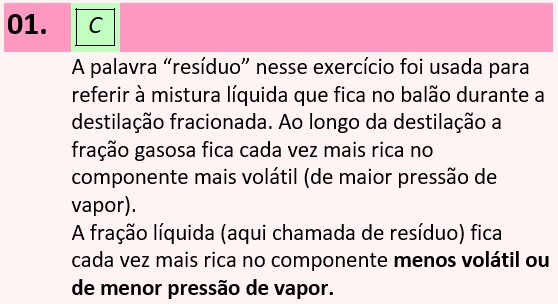 01. C
A palavra “resíduo” nesse exercício foi usada para
referir à mistura líquida que fica no balão durante a
destilação fracionada. Ao longo da destilação a
fração gasosa fica cada vez mais rica no
componente mais volátil (de maior pressão de
vapor).
A fração líquida (aqui chamada de resíduo) fica
cada vez mais rica no componente menos volátil ou
de menor pressão de vapor.